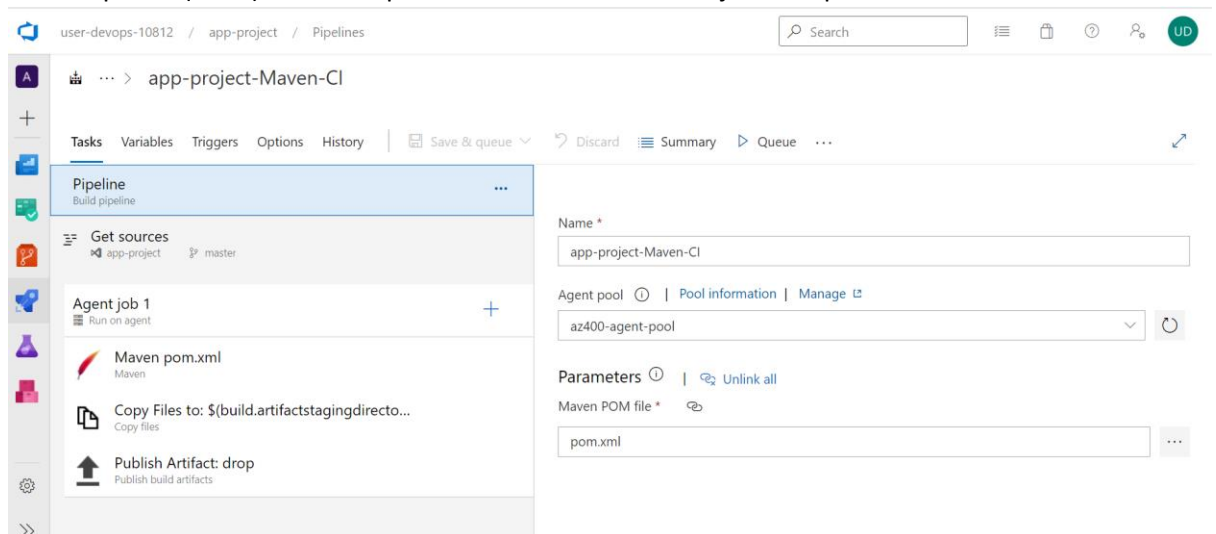 user-devops-10812 / app-project / Pipelines
Search
UD
A
... > app-project-Maven-CI
Tasks Variables Triggers Options History Save & queue Discard Summary Queue ...
Pipeline
Build pipeline
Get sources
app-project master
Agent job 1
Run on agent
Maven pom.xml
Maven
Copy Files to: $(build.artifactstagingdirecto...
Copy files
Publish Artifact: drop
Publish build artifacts
Name *
app-project-Maven-CI
Agent pool | Pool information | Manage
az400-agent-pool
Parameters | Unlink all
Maven POM file *
pom.xml